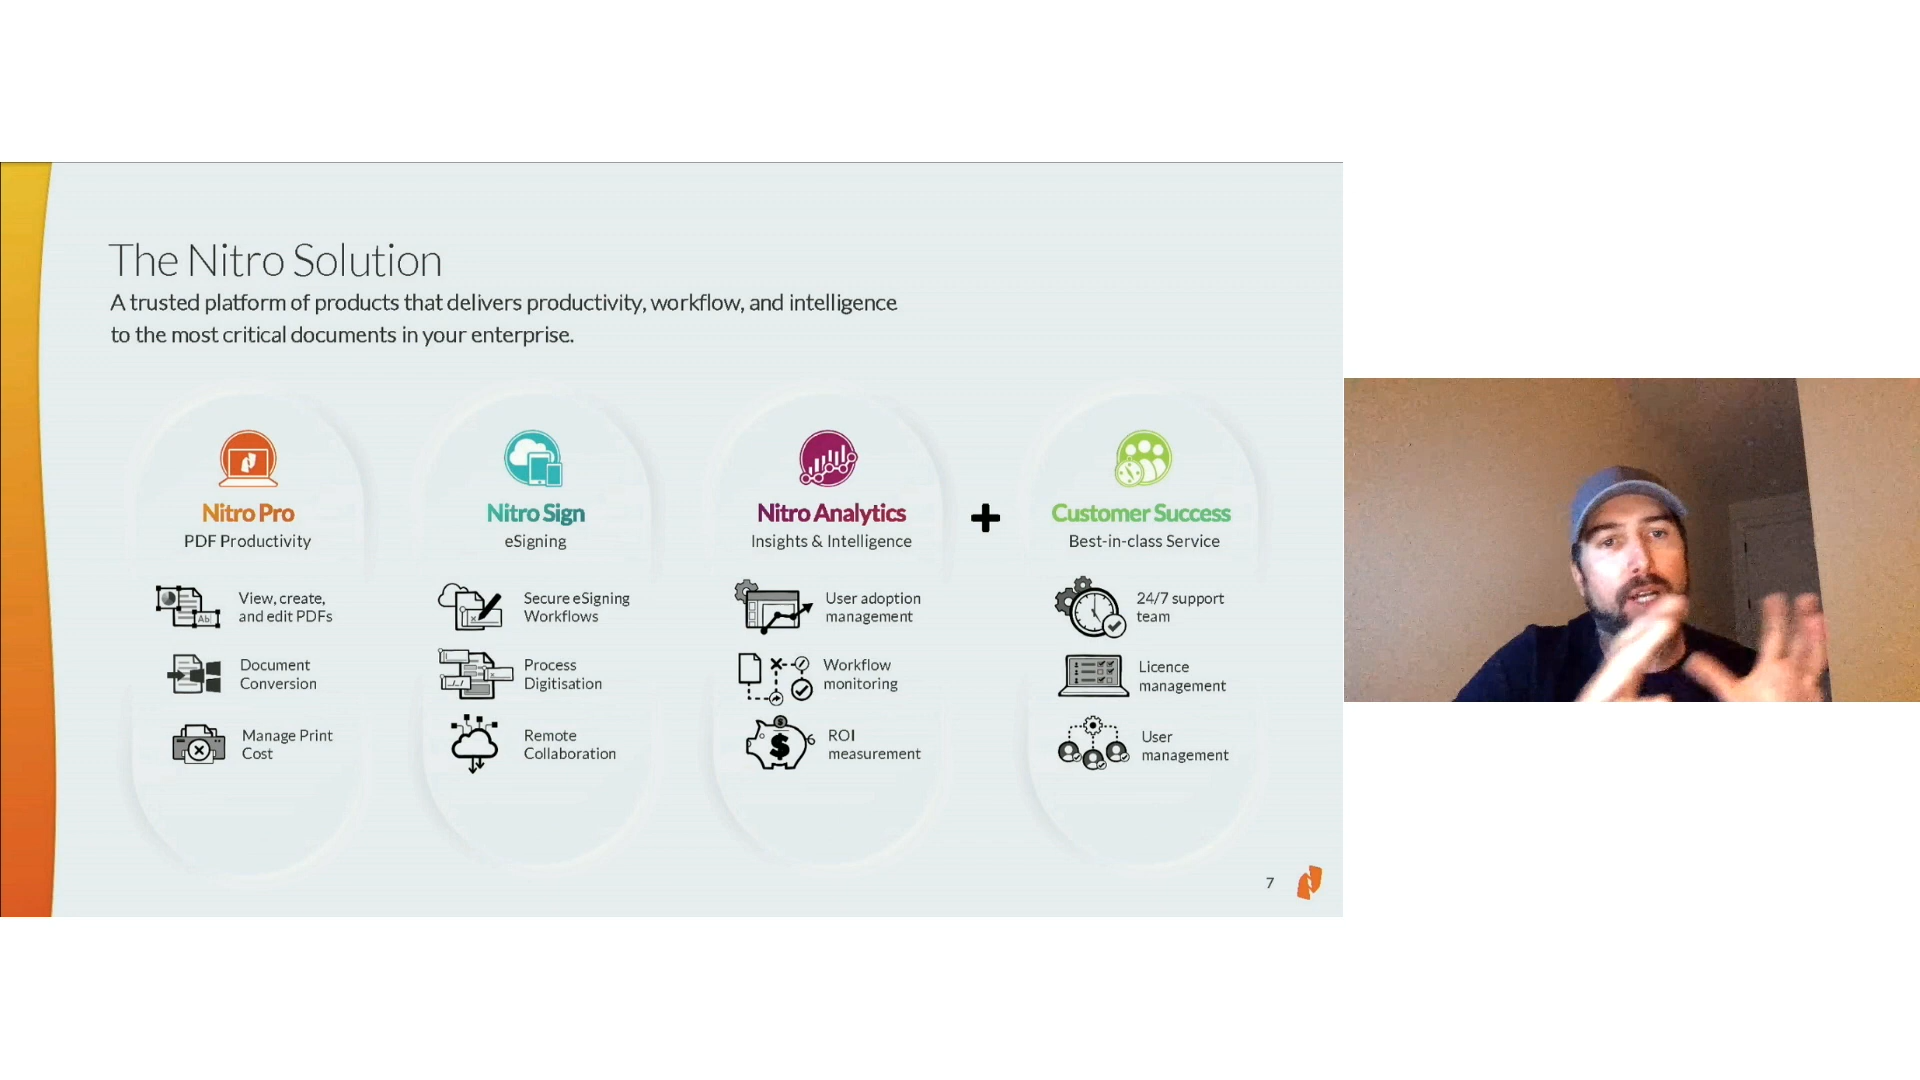 The Nitro Solution
A trusted platform of products that delivers productivity, workflow, and intelligence
to the most critical documents in your enterprise.
Nitro Pro
PDF Productivity
View, create,
and edit PDFs
Document
Conversion
Manage Print
Cost
Nitro Sign
eSigning
Secure eSigning
Workflows
Process
Digitisation
Remote
Collaboration
Nitro Analytics
Insights & Intelligence
User adoption
management
Workflow
monitoring
ROI
measurement
+
Customer Success
Best-in-class Service
24/7 support
team
Licence
management
User
management
7